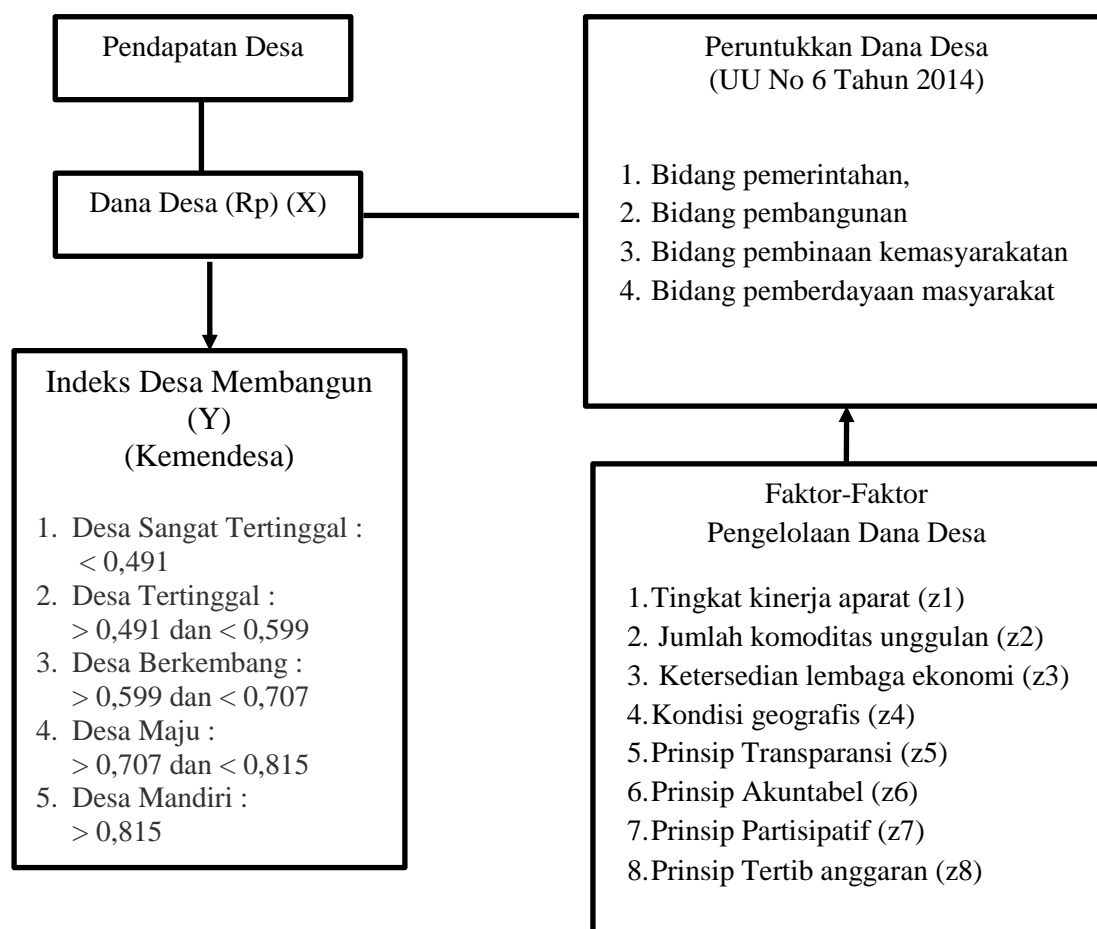 Pendapatan Desa
Dana Desa (Rp) (X)
Indeks Desa Membangun
(Y)
(Kemendesa)
1. Desa Sangat Tertinggal :
< 0,491
2. Desa Tertinggal :
> 0,491 dan < 0,599
3. Desa Berkembang :
> 0,599 dan < 0,707
4. Desa Maju :
> 0,707 dan < 0,815
5. Desa Mandiri :
> 0,815
Peruntukkan Dana Desa
(UU No 6 Tahun 2014)
1. Bidang pemerintahan,
2. Bidang pembangunan
3. Bidang pembinaan kemasyarakatan
4. Bidang pemberdayaan masyarakat
Faktor-Faktor
Pengelolaan Dana Desa
1.Tingkat kinerja aparat (z1)
2. Jumlah komoditas unggulan (z2)
3. Ketersedian lembaga ekonomi (z3)
4.Kondisi geografis (z4)
5.Prinsip Transparansi (z5)
6.Prinsip Akuntabel (z6)
7.Prinsip Partisipatif (z7)
8.Prinsip Tertib anggaran (z8)